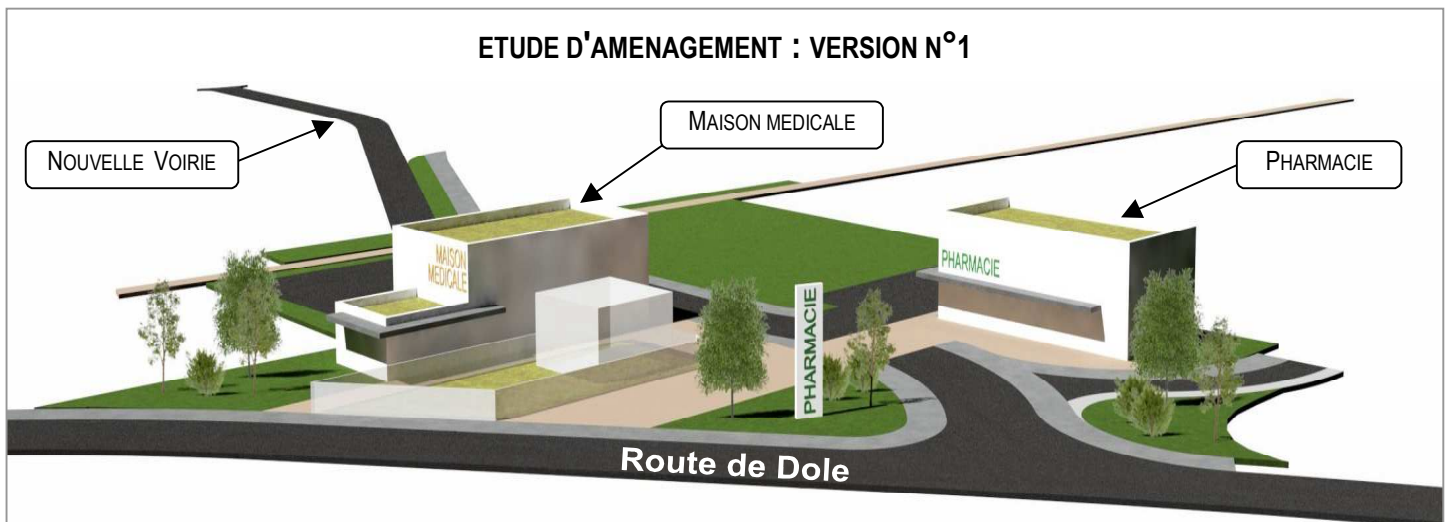 ETUDE D'AMENAGEMENT : VERSION N°1
MAISON MEDICALE
NOUVELLE VOIRIE
PHARMACIE
MAISON
MEDICALE
PHARMACIE
PHARMACIE
Route de Dole